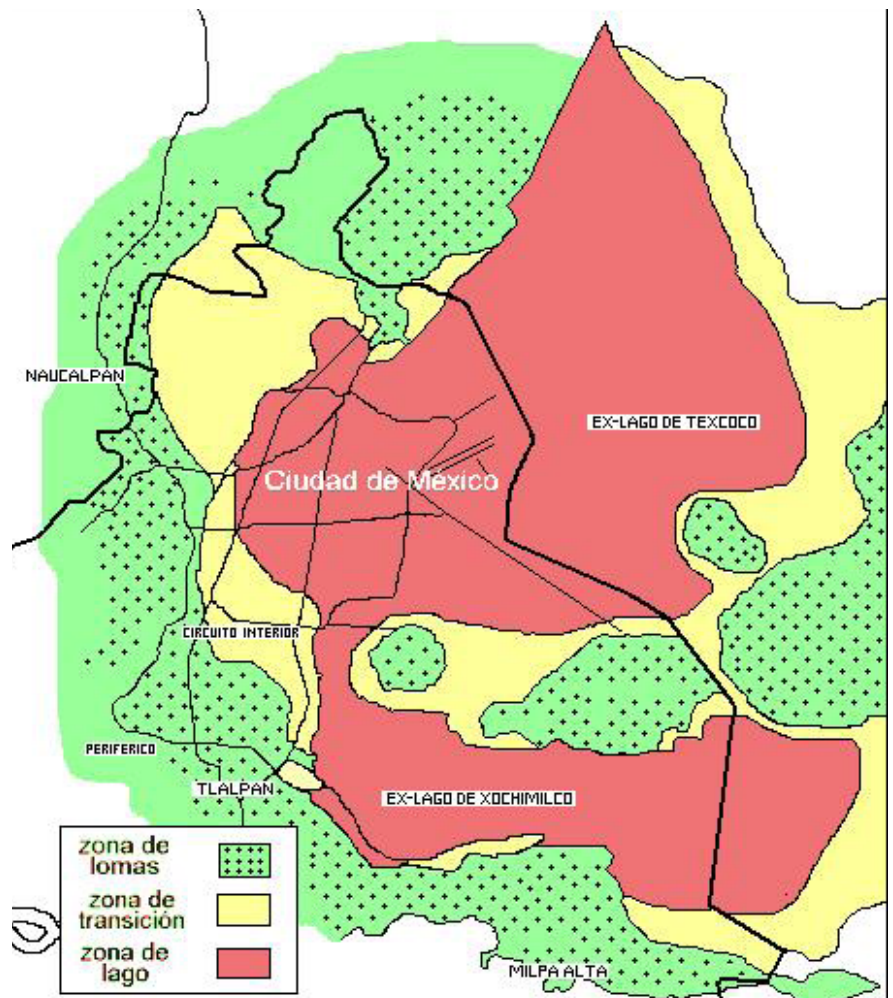 NAUCALPAN
EX-LAGO DE TEXCOCO
Ciudad de México
CIRCUITO INTERIOR
PERIFERICO
TLALPAN
EX-LAGO DE XOCHIMILCO
zona de
lomas
zona de
transición
zona de
lago
MILPA ALTA